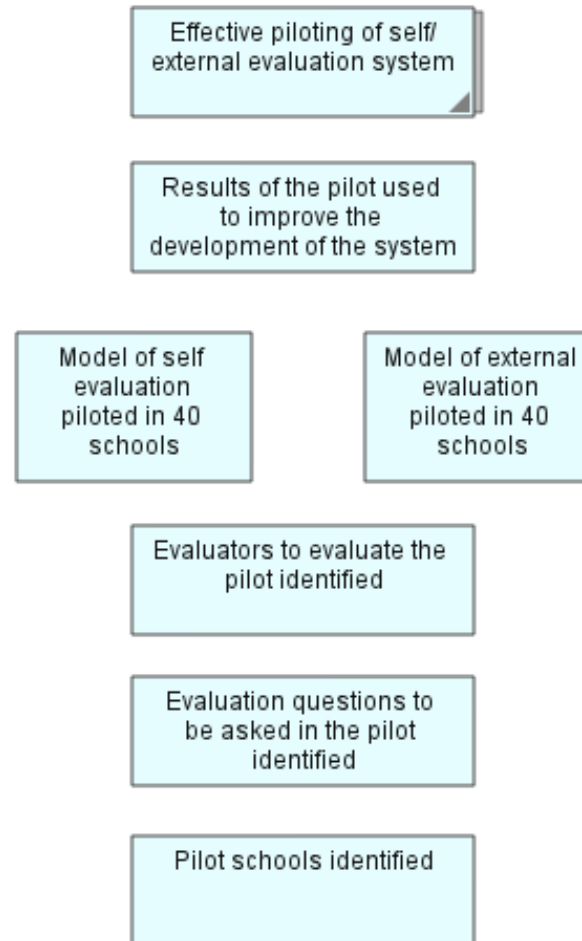 Effective piloting of self/
external evaluation system
Results of the pilot used
to improve the
development of the system
Model of self
evaluation
piloted in 40
schools
Model of external
evaluation
piloted in 40
schools
Evaluators to evaluate the
pilot identified
Evaluation questions to
be asked in the pilot
identified
Pilot schools identified